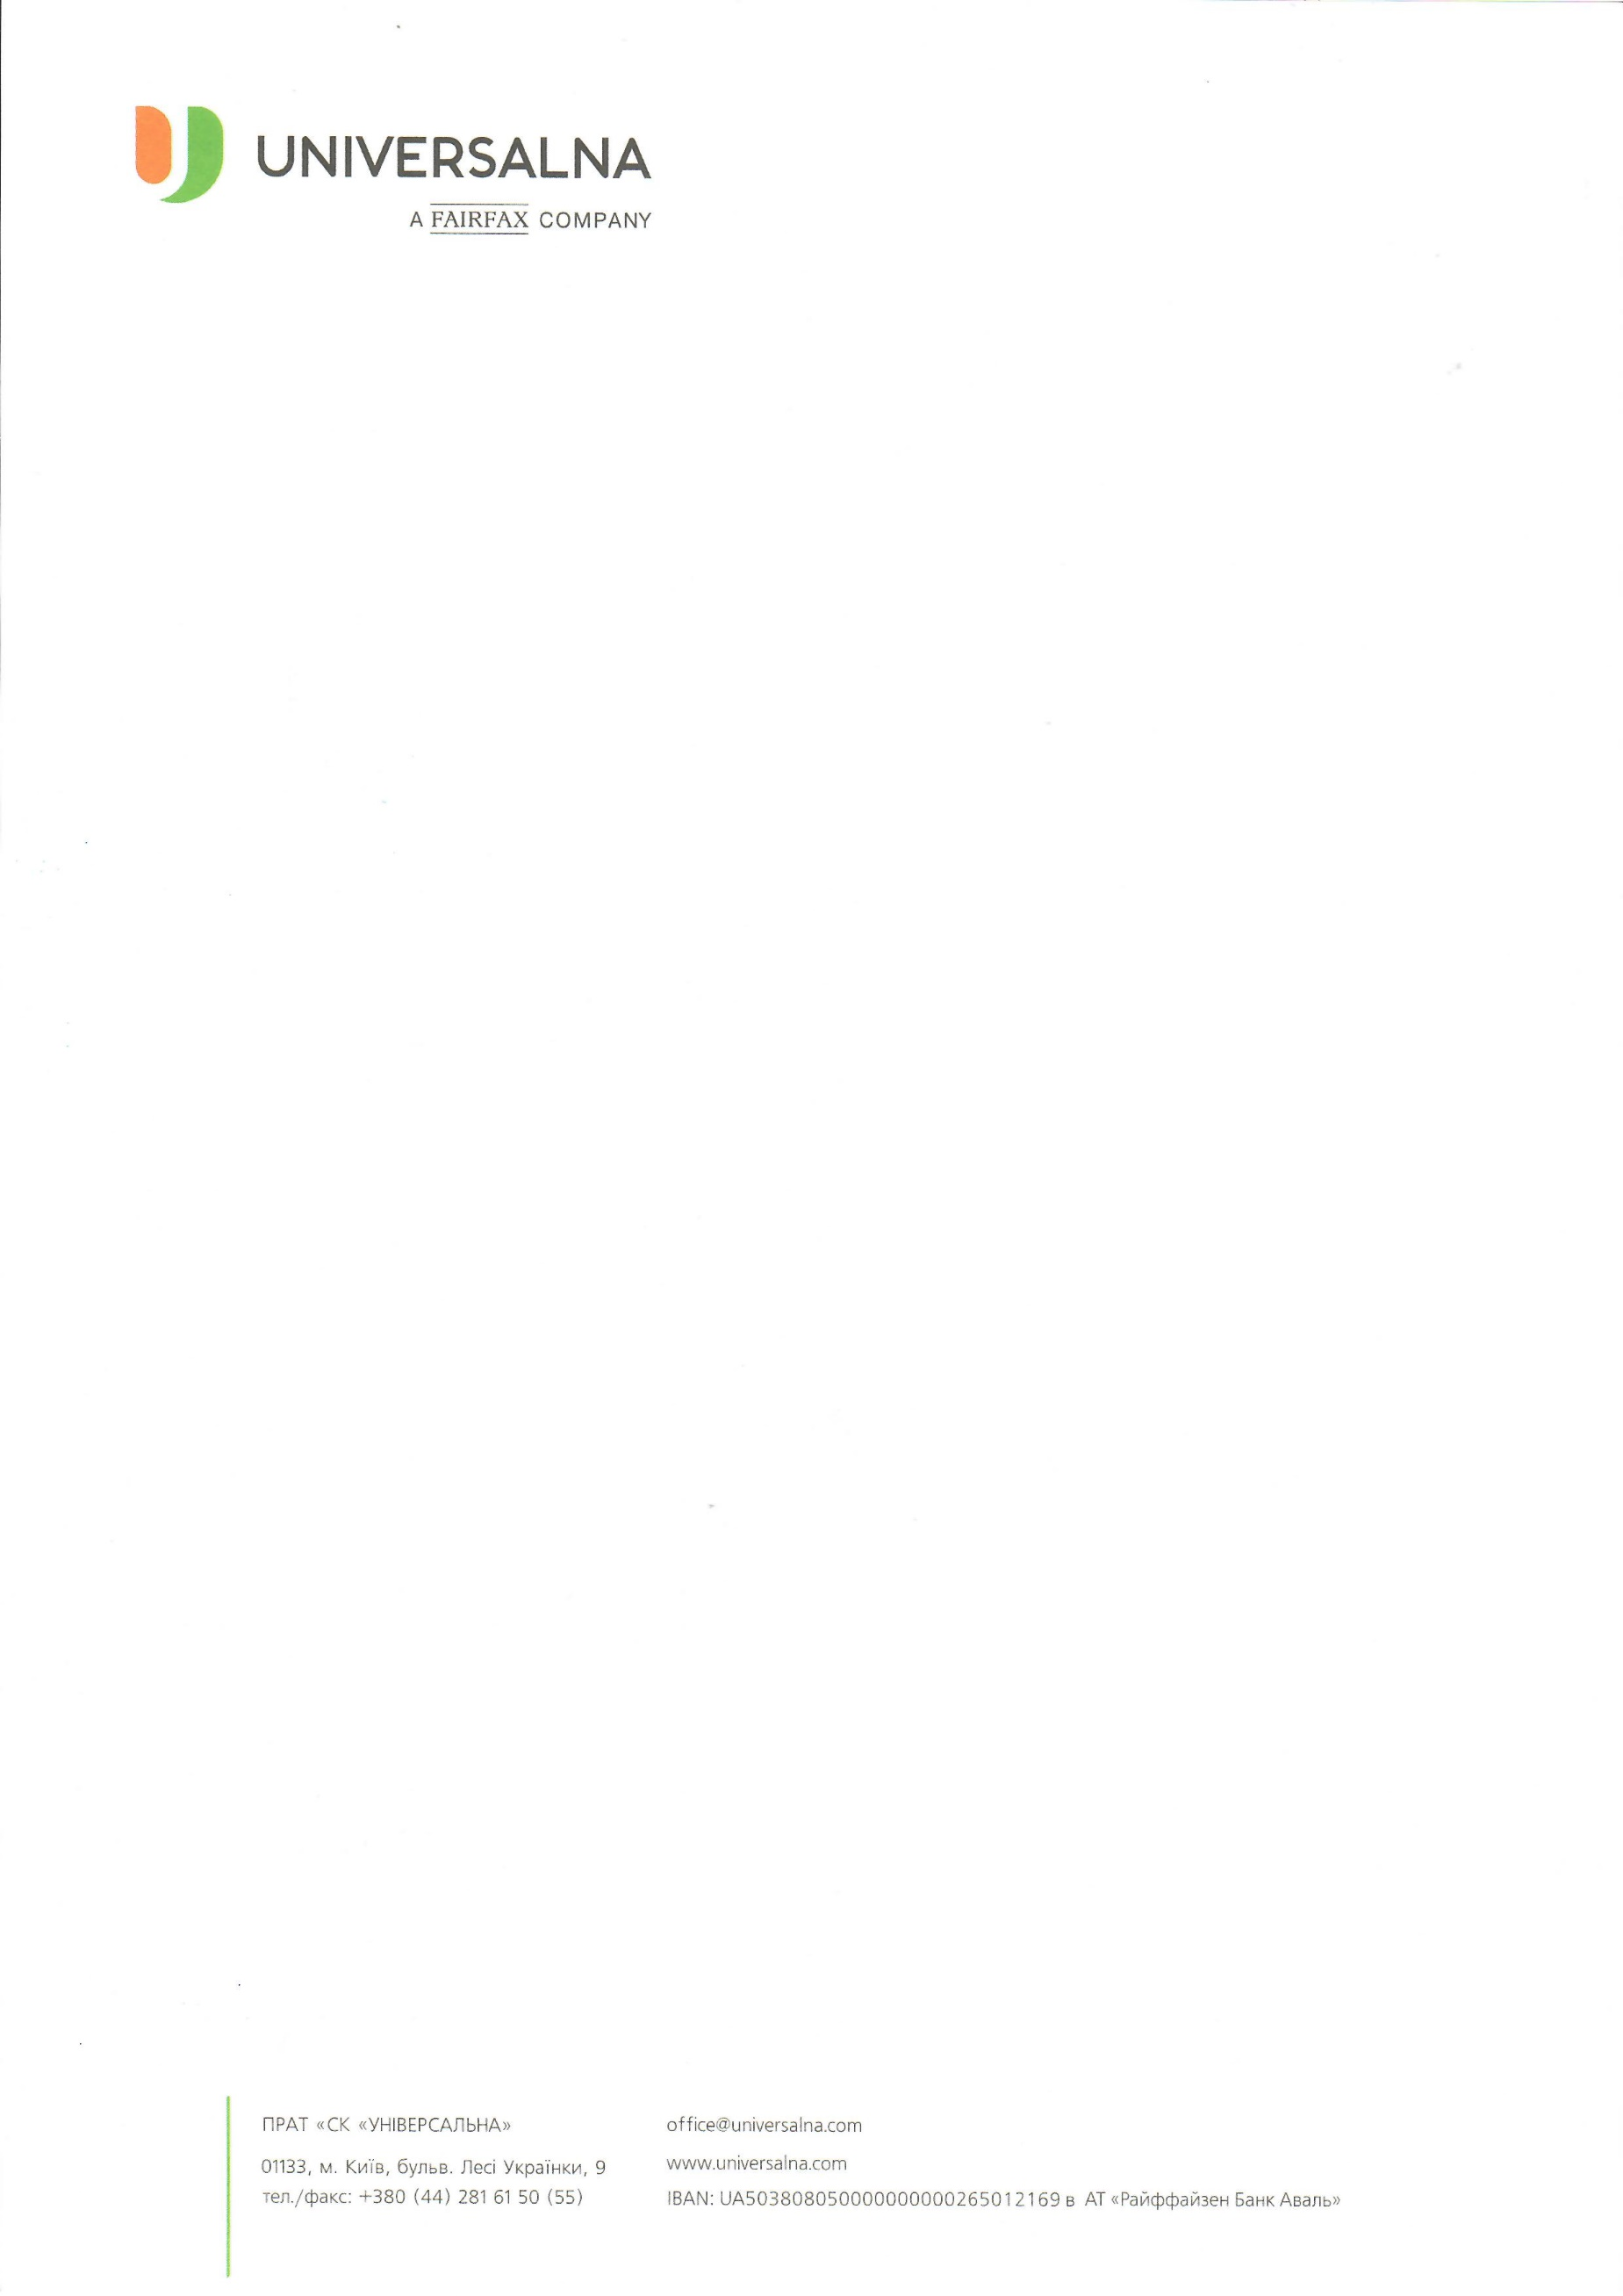 UNIVERSALNA
A FAIRFAX COMPANY
ПРАТ «СК «УНІВЕРСАЛЬНА»
01133, м. Київ, бульв. Лесі Українки, 9
тел./факс: +380 (44) 281 61 50 (55)
office@universalna.com
www.universalna.com
IBAN: UA503808050000000000265012169 в АТ «Райффайзен Банк Аваль»